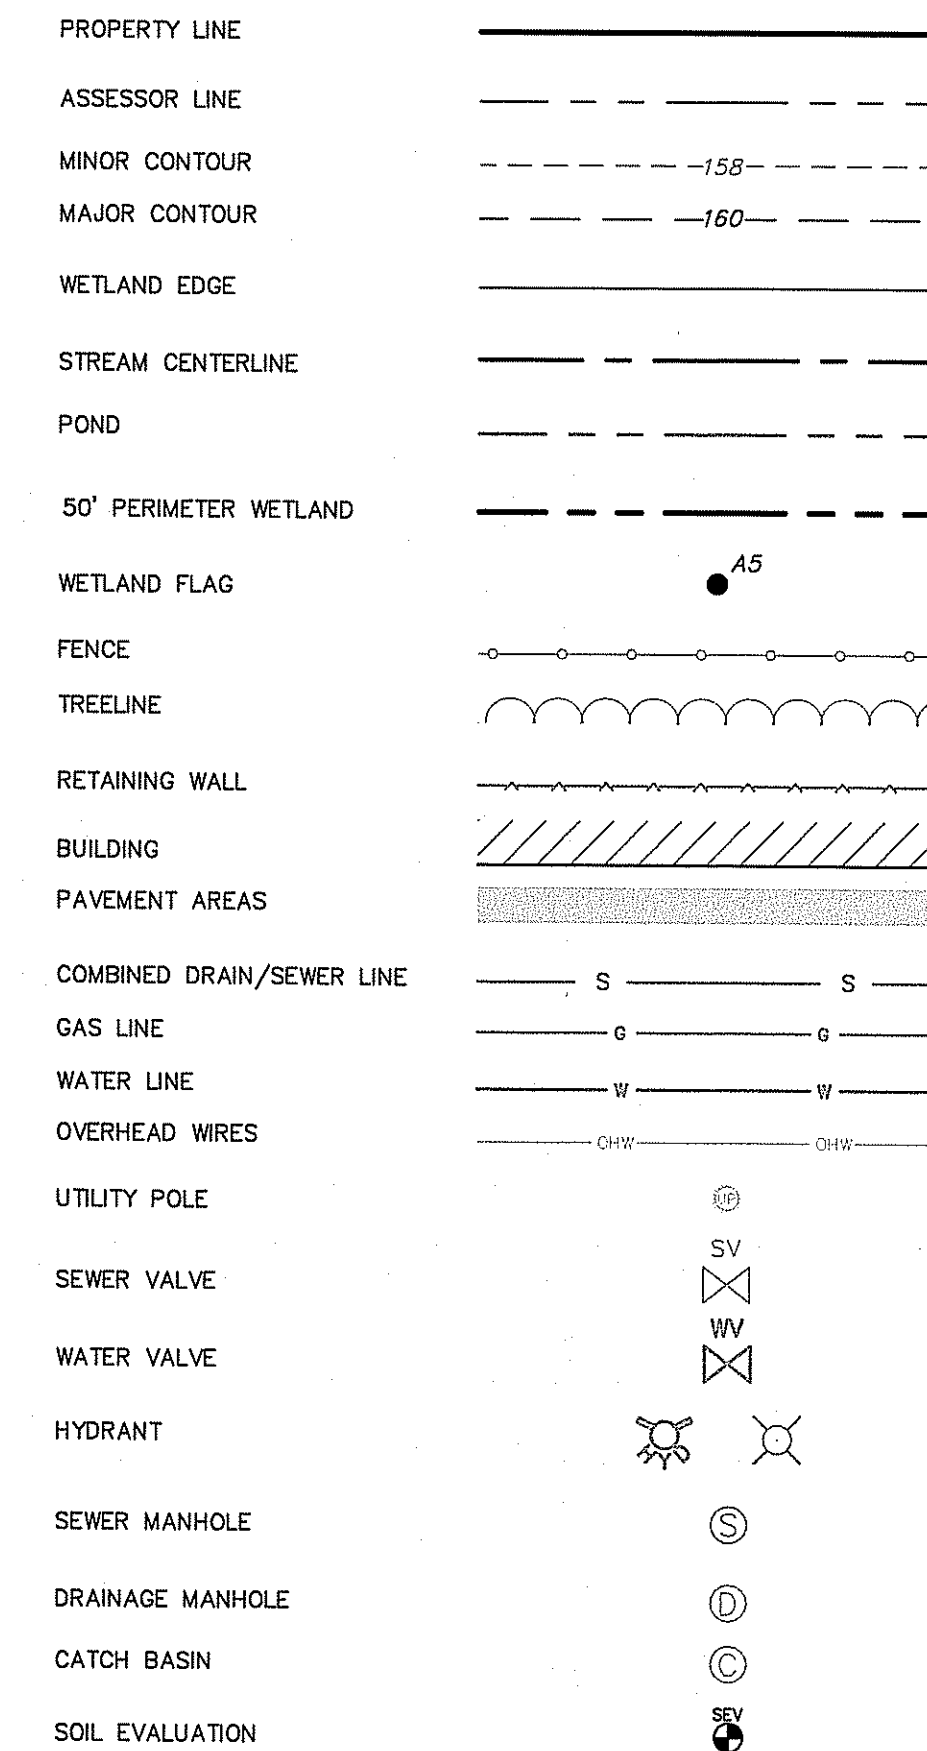 PROPERTY LINE
ASSESSOR LINE
MINOR CONTOUR 158
MAJOR CONTOUR 160
WETLAND EDGE
STREAM CENTERLINE
POND
50' PERIMETER WETLAND
WETLAND FLAG A5
FENCE
TREELINE
RETAINING WALL
BUILDING
PAVEMENT AREAS
COMBINED DRAIN/SEWER LINE S S
GAS LINE G G
WATER LINE W W
OVERHEAD WIRES OHW OHW
UTILITY POLE UP
SV
SEWER VALVE
WV
WATER VALVE
HYDRANT HYD
SEWER MANHOLE S
DRAINAGE MANHOLE D
CATCH BASIN C
SEV
SOIL EVALUATION